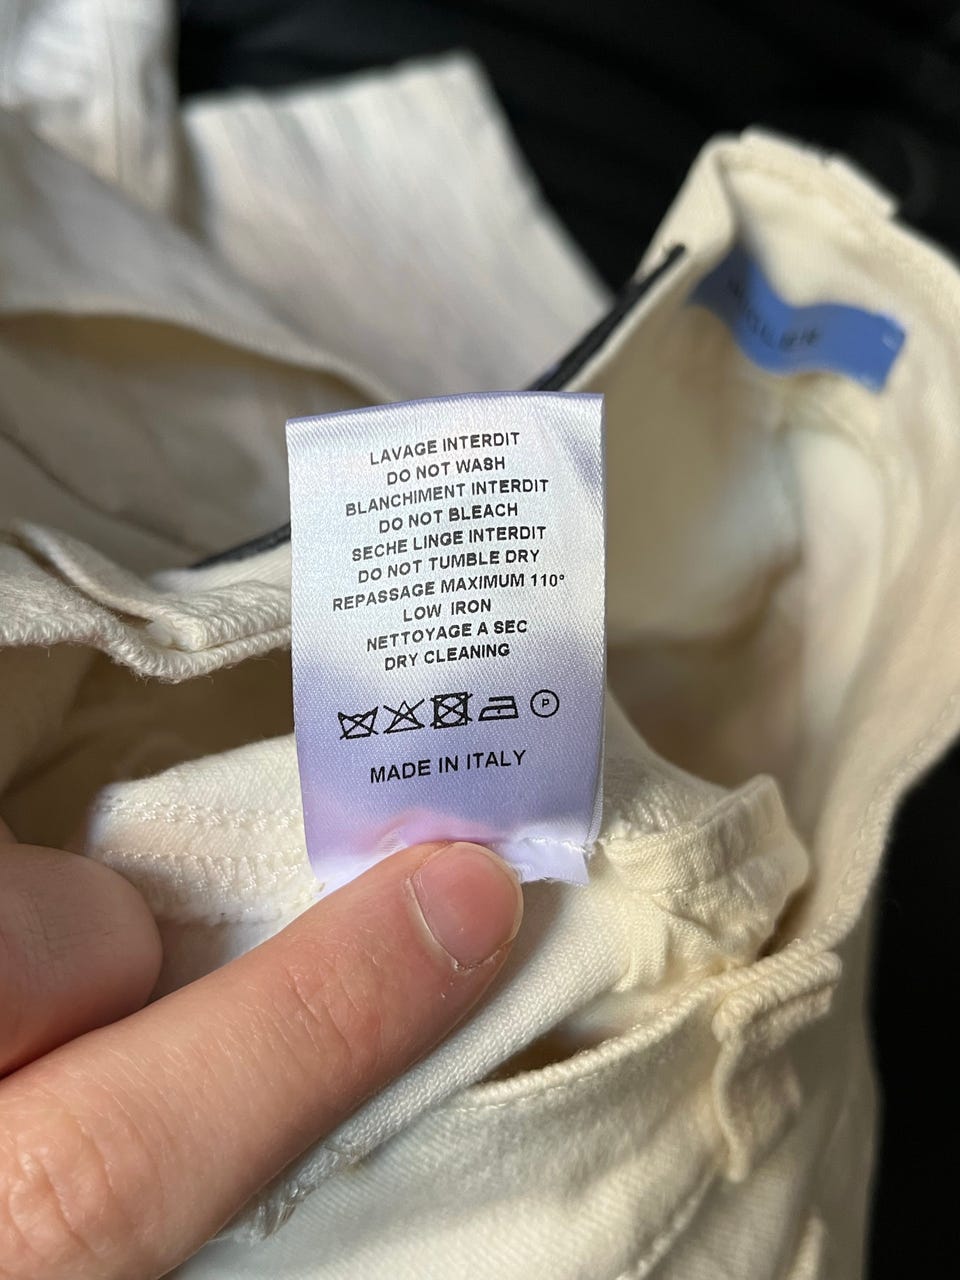 LAVAGE INTERDIT
DO NOT WASH
BLANCHIMENT INTERDIT
DO NOT BLEACH
SECHE LINGE INTERDIT
DO NOT TUMBLE DRY
REPASSAGE MAXIMUM 110°
LOW IRON
NETTOYAGE A SEC
DRY CLEANING
P
MADE IN ITALY